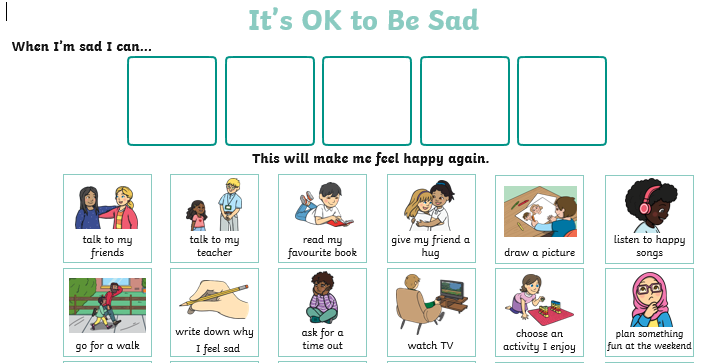 It's OK to Be Sad
When I'm sad I can...
This will make me feel happy again.
talk to my
friends
talk to my
teacher
read my
favourite book
give my friend a
hug
draw a picture
listen to happy
songs
go for a walk
write down why
I feel sad
ask for a
time out
watch TV
choose an
activity I enjoy
plan something
fun at the weekend